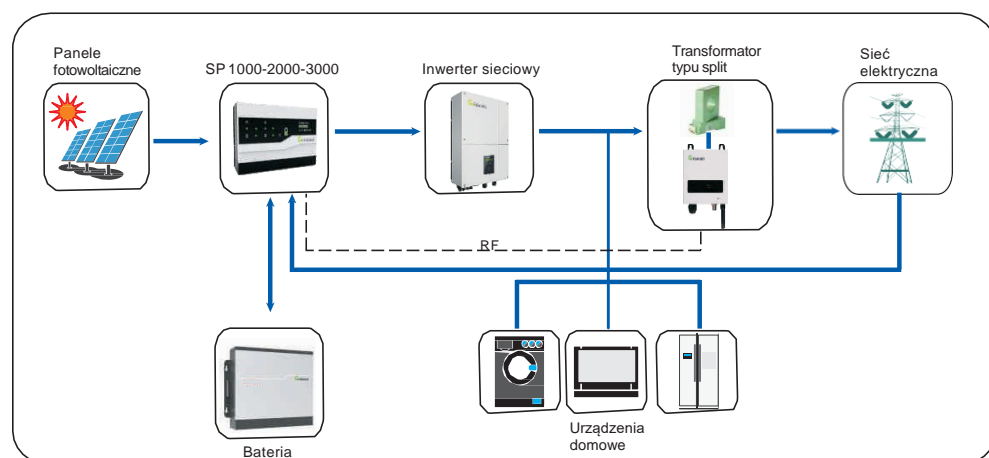 Panele
fotowoltaiczne
SP 1000-2000-3000
Inwerter sieciowy
Transformator
typu split
Sieć
elektryczna
RF
Bateria
Urządzenia
domowe